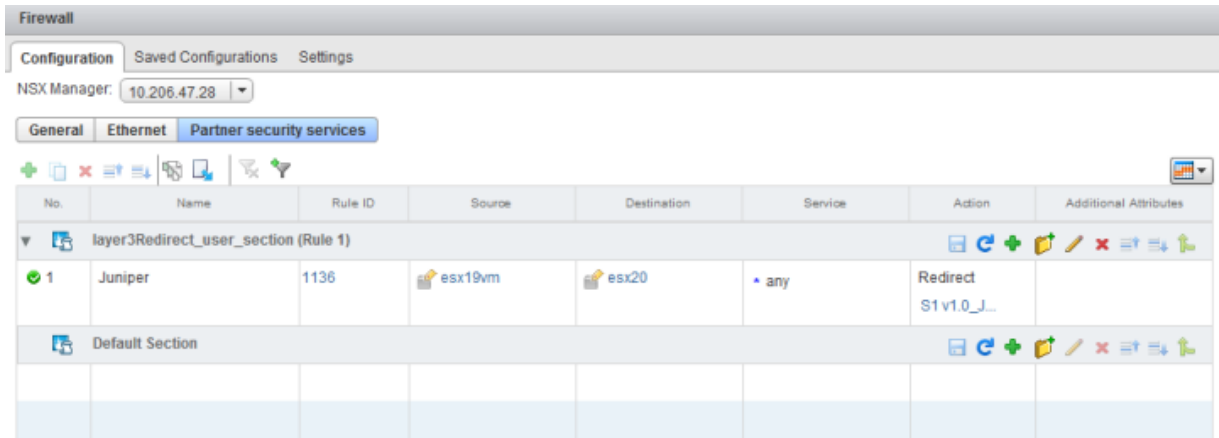 Firewall
Configuration Saved Configurations Settings
NSX Manager: 10.206.47.28
General Ethernet Partner security services
No. Name Rule ID Source Destination Service Action Additional Attributes
layer3Redirect_user_section (Rule 1)
1 Juniper 1136 esx19vm esx20 any Redirect
S1 v1.0_J...
Default Section